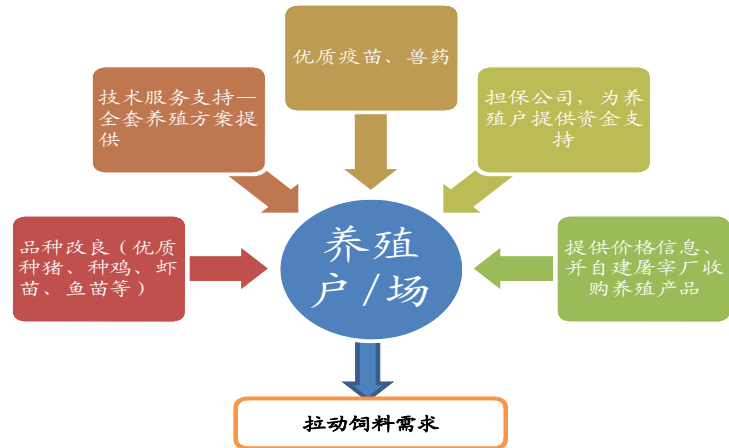 优质疫苗、兽药
技术服务支持—
全套养殖方案提
供
担保公司，为养
殖户提供资金支
持
品种改良（优质
种猪、种鸡、虾
苗、鱼苗等）
养殖
户/场
提供价格信息、
并自建屠宰厂收
购养殖产品
拉动饲料需求